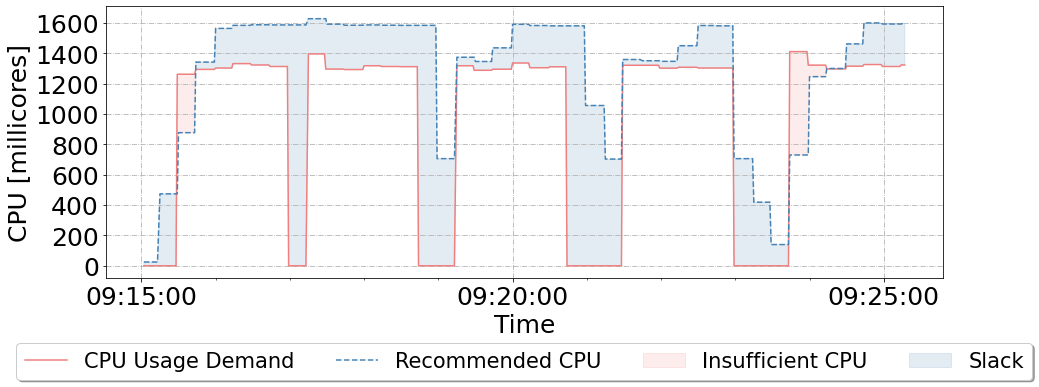 CPU [millicores]
1600
1400
1200
1000
800
600
400
200
0
09:15:00 09:20:00 09:25:00
Time
CPU Usage Demand Recommended CPU Insufficient CPU Slack